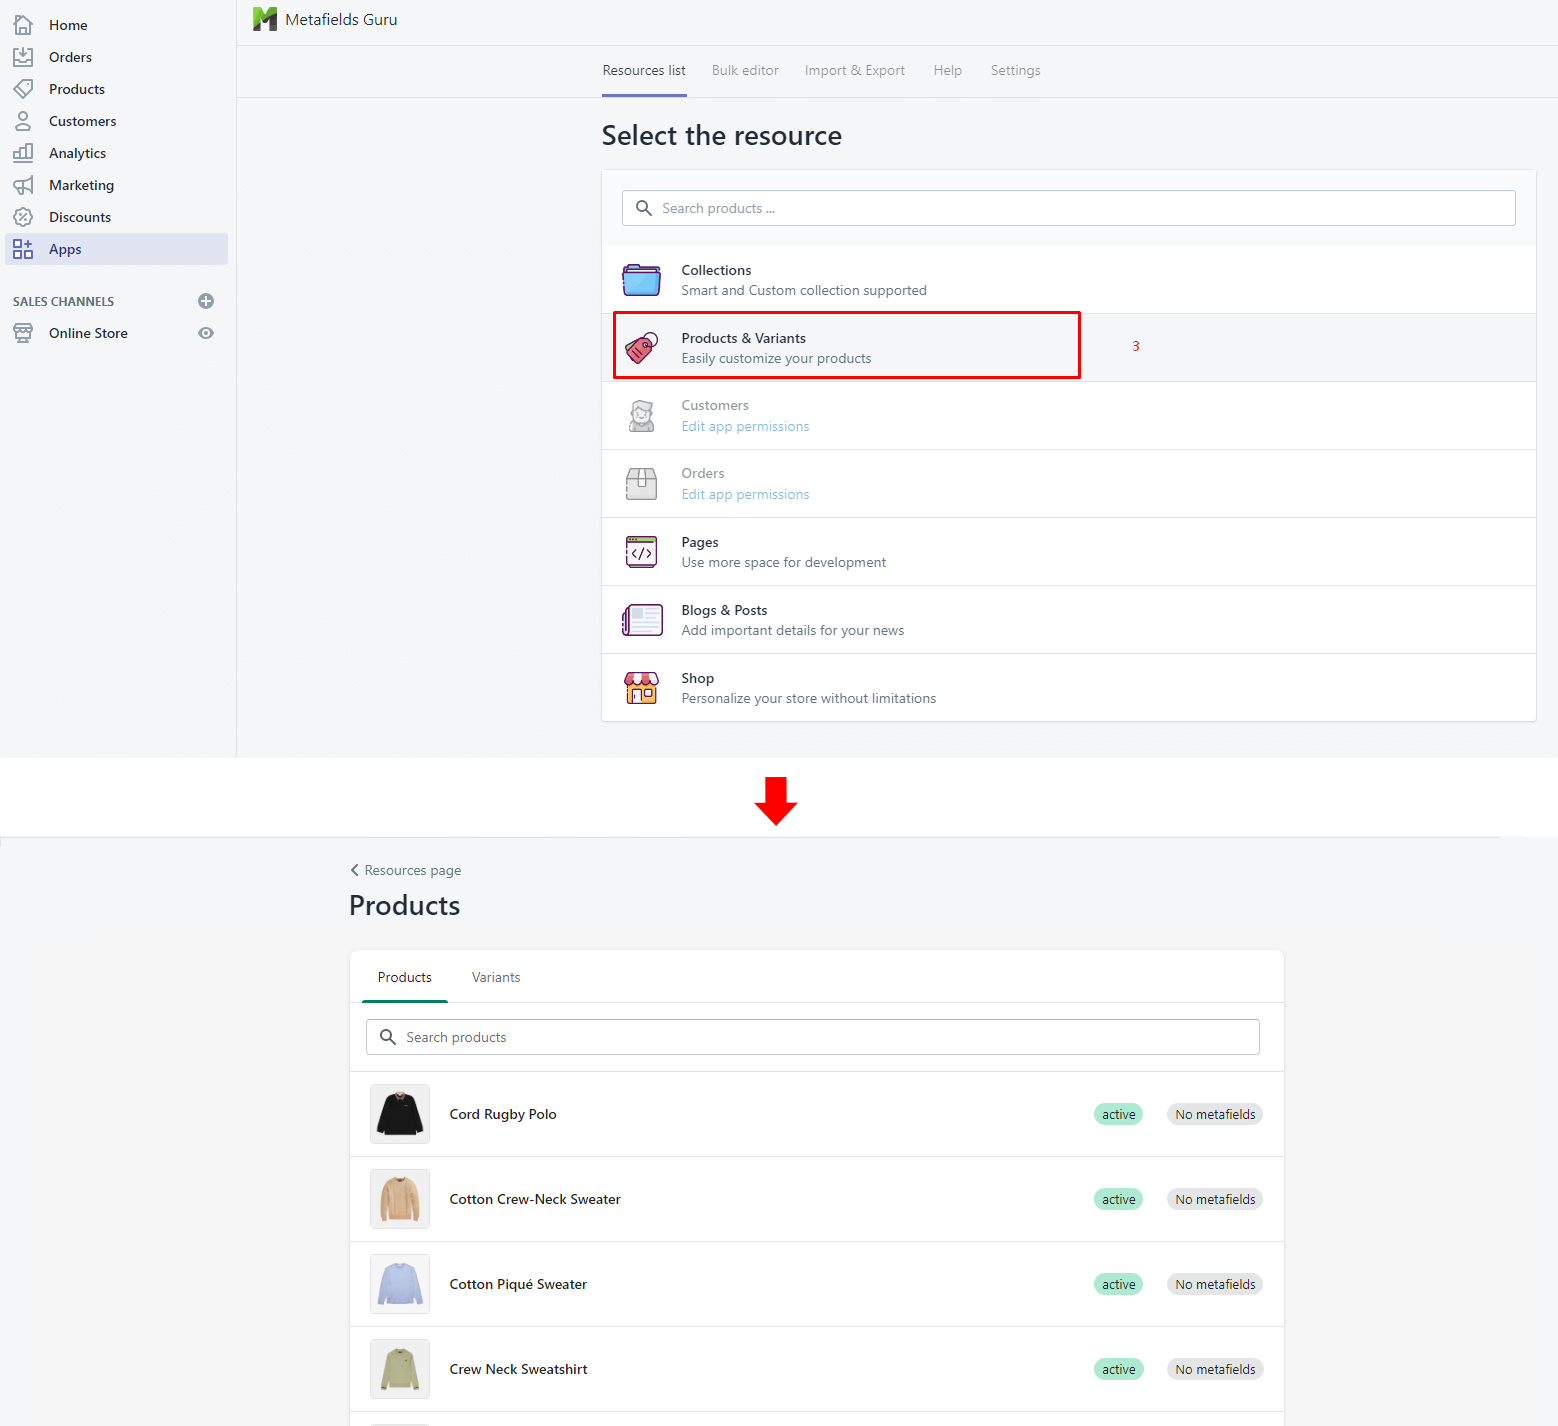 Home
Orders
Products
Customers
Analytics
Marketing
Discounts
Apps
SALES CHANNELS
Online Store
Metafields Guru
Resources list Bulk editor Import & Export Help Settings
Select the resource
Search products ...
Collections
Smart and Custom collection supported
Products & Variants
Easily customize your products
3
Customers
Edit app permissions
Orders
Edit app permissions
Pages
Use more space for development
Blogs & Posts
Add important details for your news
Shop
Personalize your store without limitations
Resources page
Products
Products Variants
Search products
Cord Rugby Polo active No metafields
Cotton Crew-Neck Sweater active No metafields
Cotton Piqué Sweater active No metafields
Crew Neck Sweatshirt active No metafields